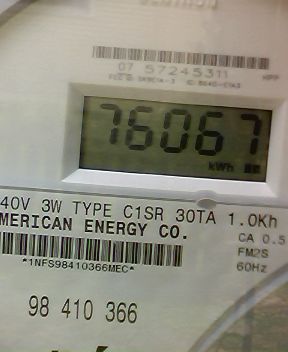 07 57245311
76067
kWh
40V 3W TYPE C1SR 30TA 1.0Kh
MERICAN ENERGY CO.
CA 0.5
FM2S
*1NFS98410366MEC*
60Hz
98 410 366